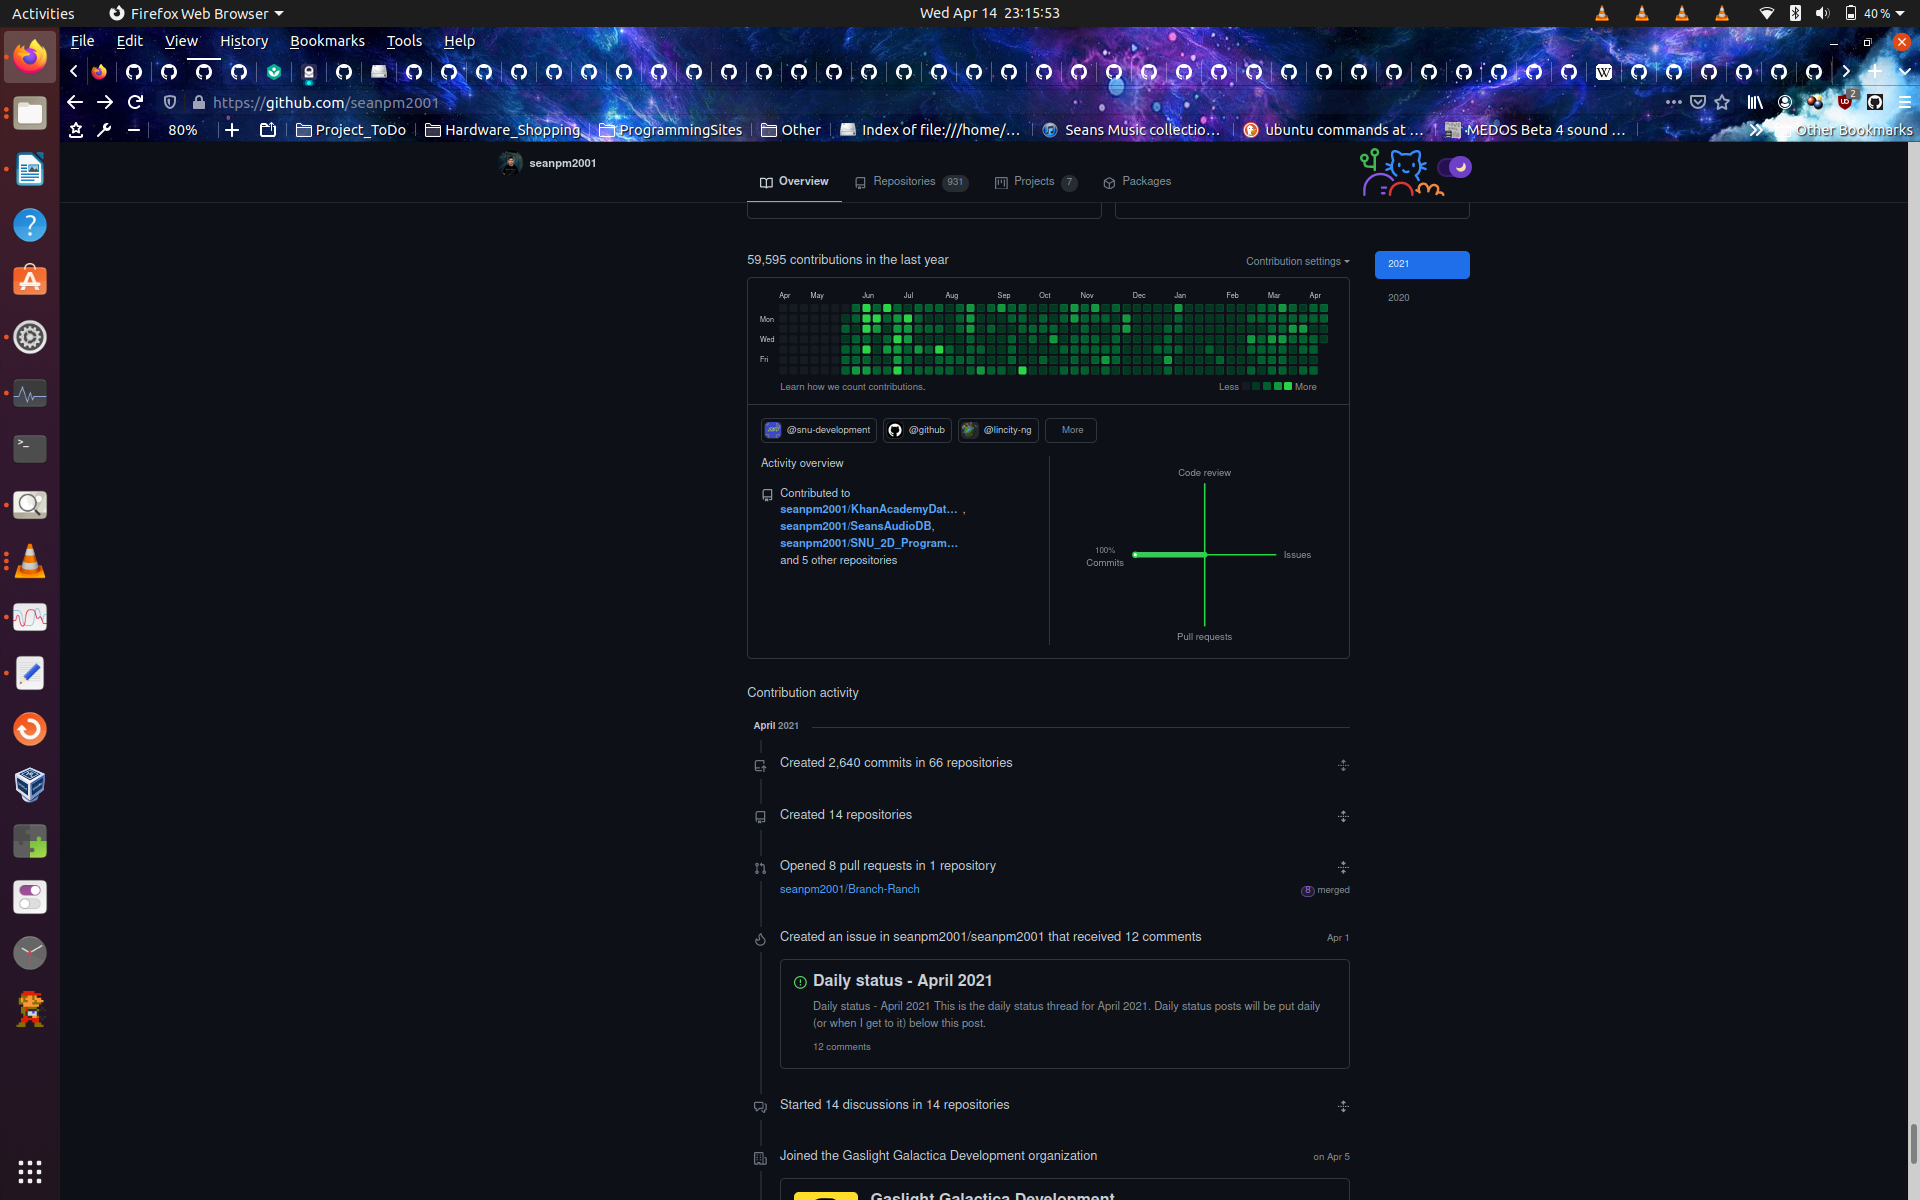 Activities
Firefox Web Browser
Wed Apr 14 23:15:53
40 %
File Edit View History Bookmarks Tools Help
https://github.com/seanpm2001
2
80%
Project_ToDo
Hardware_Shopping
ProgrammingSites
Other
Index of file:///home/...
Seans Music collectio...
ubuntu commands at ...
MEDOS Beta 4 sound ...
Other Bookmarks
seanpm2001
Overview
Repositories 931
Projects 7
Packages
59,595 contributions in the last year
Contribution settings
2021
2020
Apr May Jun Jul Aug Sep Oct Nov Dec Jan Feb Mar Apr
Mon
Wed
Fri
Learn how we count contributions.
Less More
@snu-development
@github
@lincity-ng
More
Activity overview
Contributed to
seanpm2001/KhanAcademyDat... ,
seanpm2001/SeansAudioDB,
seanpm2001/SNU_2D_Program...
and 5 other repositories
Code review
100%
Commits
Issues
Pull requests
Contribution activity
April 2021
Created 2,640 commits in 66 repositories
Created 14 repositories
Opened 8 pull requests in 1 repository
seanpm2001/Branch-Ranch
8 merged
Created an issue in seanpm2001/seanpm2001 that received 12 comments
Apr 1
Daily status - April 2021
Daily status - April 2021 This is the daily status thread for April 2021. Daily status posts will be put daily
(or when I get to it) below this post.
12 comments
Started 14 discussions in 14 repositories
Joined the Gaslight Galactica Development organization
on Apr 5
Gaslight Galactica Development